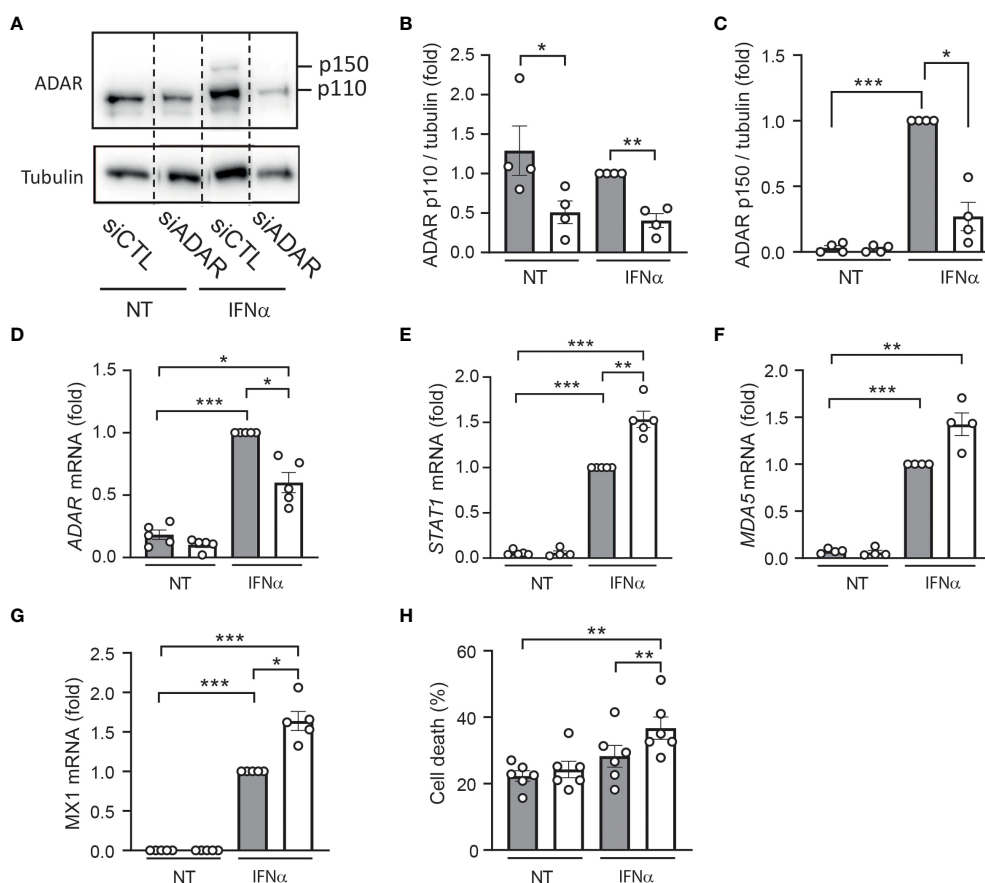 A
ADAR
p150
p110
Tubulin
siCTL
siADAR
siCTL
siADAR
NT
IFNα
B
ADAR p110 / tubulin (fold)
2.5
2.0
1.5
1.0
0.5
0.0
*
**
NT
IFNα
C
ADAR p150 / tubulin (fold)
1.5
1.0
0.5
0.0
***
*
NT
IFNα
D
ADAR mRNA (fold)
1.5
1.0
0.5
0.0
*
*
***
NT
IFNα
E
STAT1 mRNA (fold)
2.0
1.5
1.0
0.5
0.0
***
**
***
NT
IFNα
F
MDA5 mRNA (fold)
2.0
1.5
1.0
0.5
0.0
**
***
NT
IFNα
G
MX1 mRNA (fold)
2.5
2.0
1.5
1.0
0.5
0.0
***
*
***
NT
IFNα
H
Cell death (%)
60
40
20
0
**
**
NT
IFNα